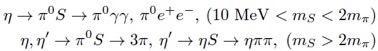 η → π⁰S → π⁰γγ, π⁰e⁺e⁻, (10 MeV < m_S < 2m_π)
η, η′ → π⁰S → 3π, η′ → ηS → ηππ, (m_S > 2m_π)